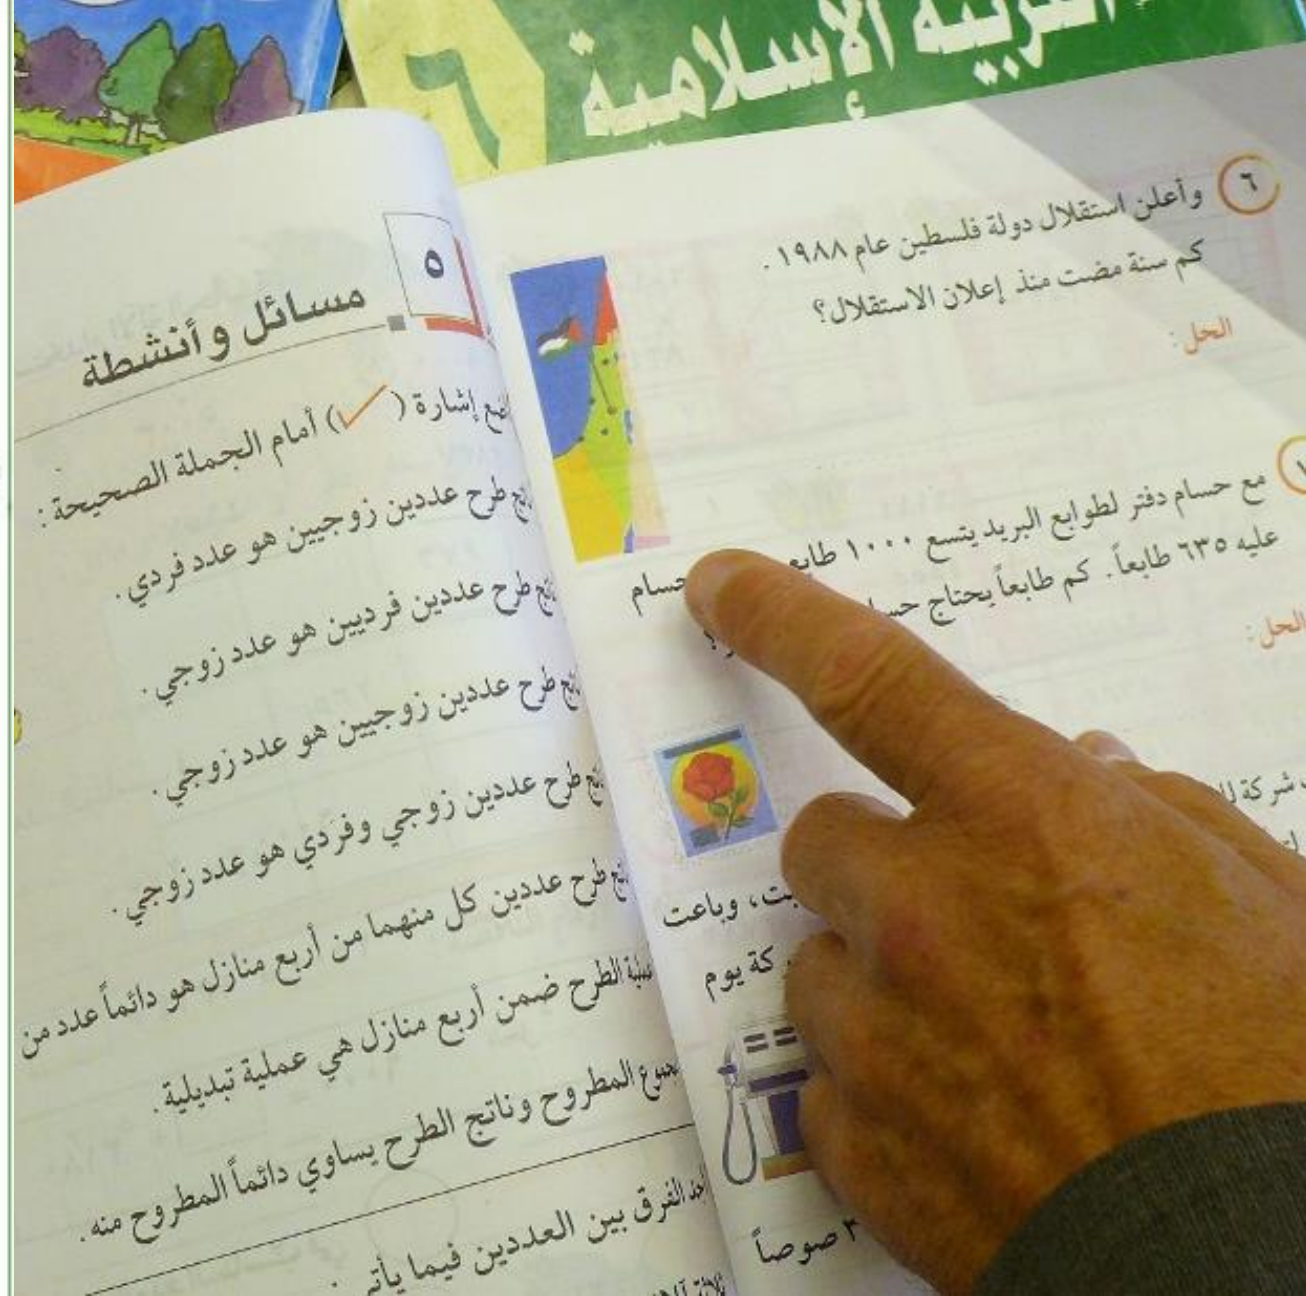 التربية الإسلامية
٦
٦ وأعلن استقلال دولة فلسطين عام ١٩٨٨ .
كم سنة مضت منذ إعلان الاستقلال؟
الحل :
مع حسام دفتر لطوابع البريد يتسع ١٠٠٠ طابع حسام
عليه ٦٣٥ طابعاً. كم طابعاً يحتاج
الحل :
شركة
وباعت
يوم
٣ صوصاً
٥
مسائل وأنشطة
إشارة ( ✓ ) أمام الجملة الصحيحة :
طرح عددين زوجيين هو عدد فردي .
طرح عددين فرديين هو عدد زوجي .
طرح عددين زوجيين هو عدد زوجي .
طرح عددين زوجي وفردي هو عدد زوجي .
طرح عددين كل منهما من أربع منازل هو دائماً عدد من
الطرح ضمن أربع منازل هي عملية تبديلية .
المطروح وناتج الطرح يساوي دائماً المطروح منه .
الفرق بين العددين فيما يأتي :